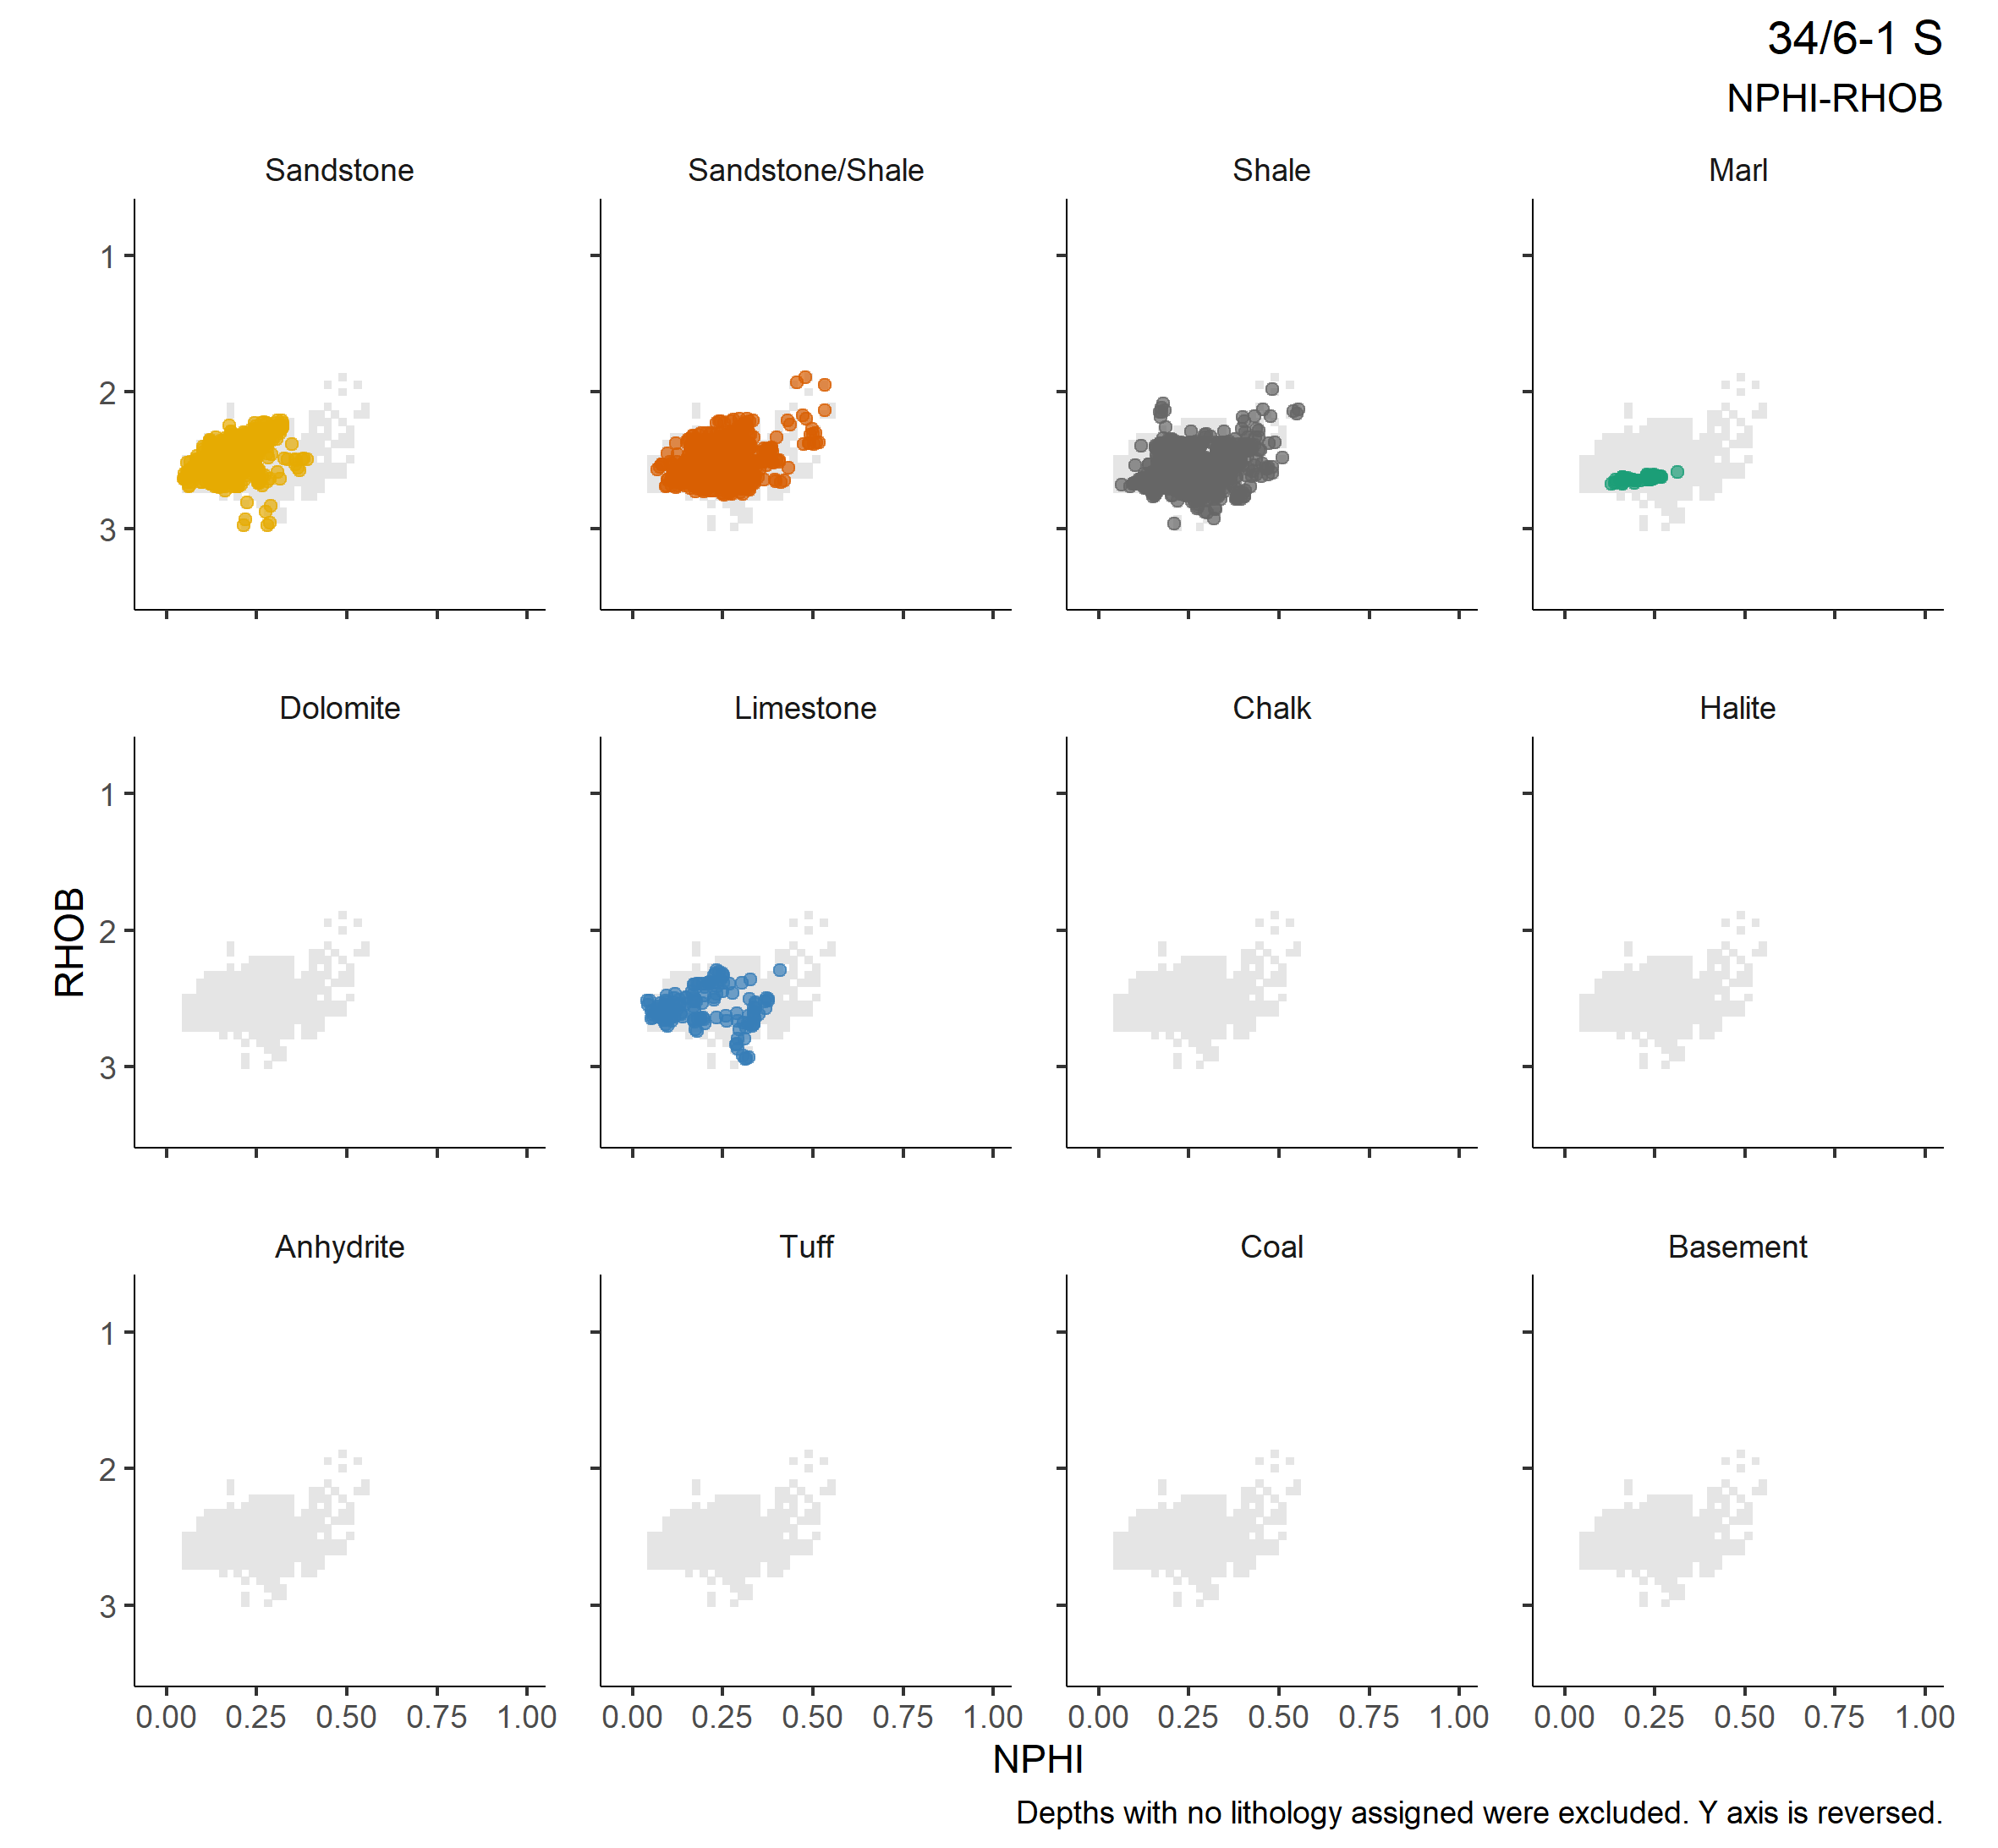 34/6-1 S
NPHI-RHOB
Sandstone Sandstone/Shale Shale Marl
1
2
3
Dolomite Limestone Chalk Halite
1
2
3
RHOB
Anhydrite Tuff Coal Basement
1
2
3
0.00 0.25 0.50 0.75 1.00 0.00 0.25 0.50 0.75 1.00 0.00 0.25 0.50 0.75 1.00 0.00 0.25 0.50 0.75 1.00
NPHI
Depths with no lithology assigned were excluded. Y axis is reversed.